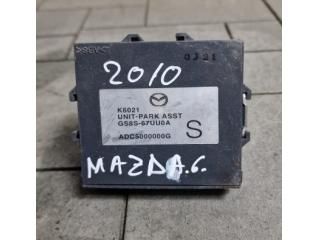 2010
K6021
UNIT-PARK ASST
GS8S-67UU0A
ADC5000000G
S
MAZDA.6.